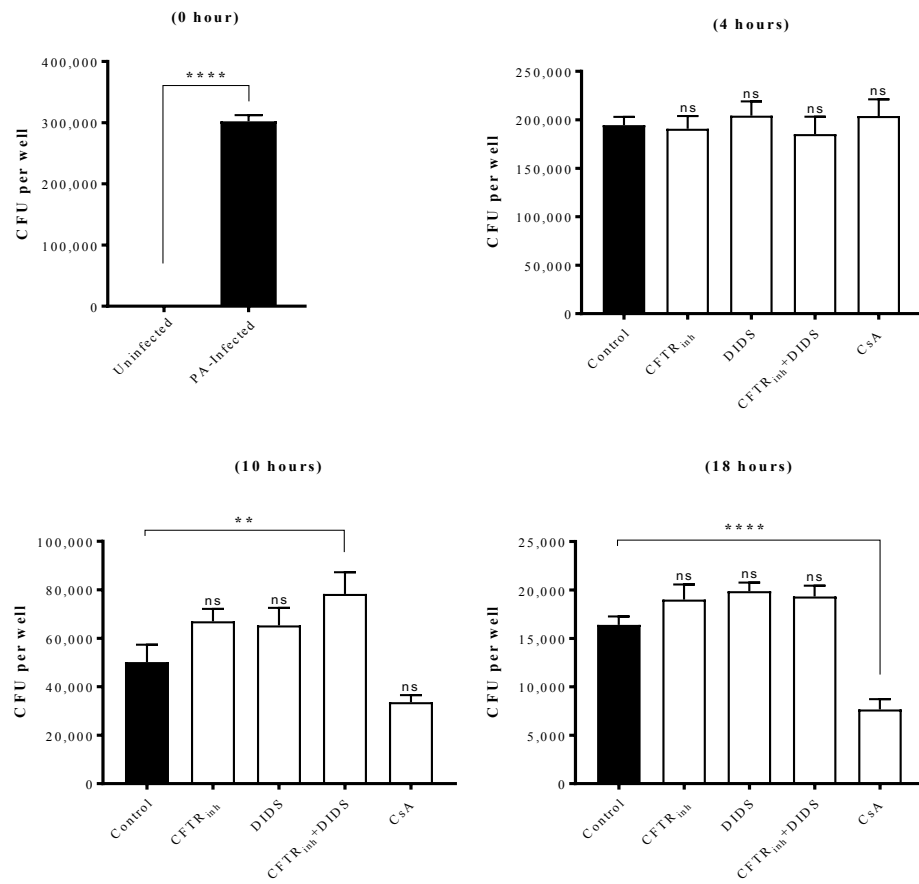 (0 hour)
CFU per well
400,000
300,000
200,000
100,000
0
****
Uninfected
PA-Infected
(4 hours)
CFU per well
250,000
200,000
150,000
100,000
50,000
0
ns
ns
ns
ns
Control
CFTRinh
DIDS
CFTRinh+DIDS
CsA
(10 hours)
CFU per well
100,000
80,000
60,000
40,000
20,000
0
**
ns
ns
ns
Control
CFTRinh
DIDS
CFTRinh+DIDS
CsA
(18 hours)
CFU per well
25,000
20,000
15,000
10,000
5,000
0
****
ns
ns
ns
Control
CFTRinh
DIDS
CFTRinh+DIDS
CsA